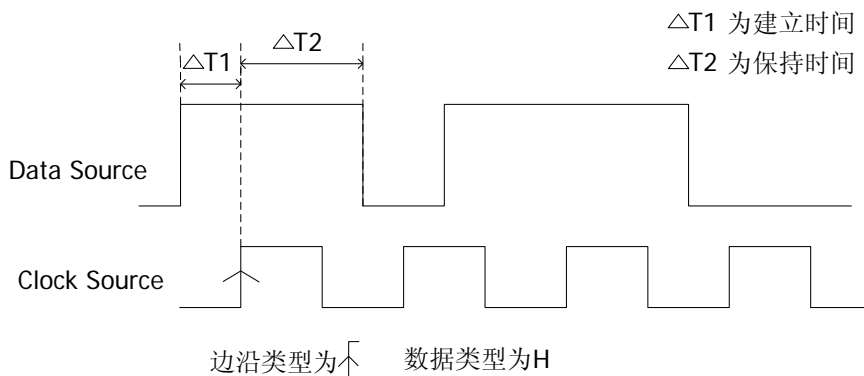 △T1 为建立时间
△T2
△T1
△T2 为保持时间
Data Source
Clock Source
边沿类型为 数据类型为H